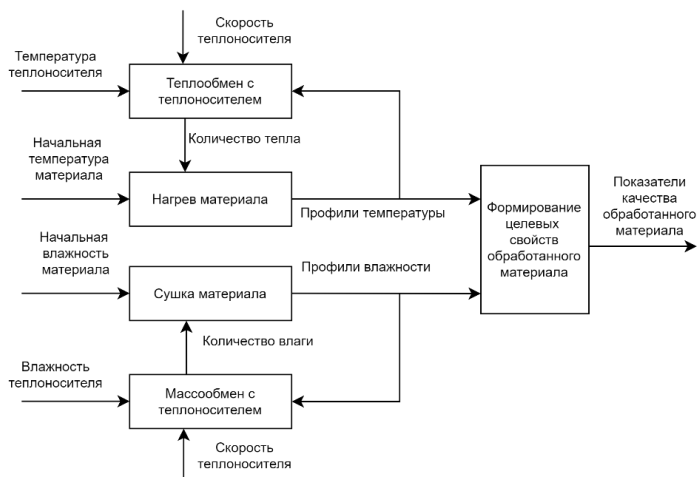 Скорость
теплоносителя
Температура
теплоносителя
Теплообмен с
теплоносителем
Количество тепла
Начальная
температура
материала
Нагрев материала
Профили температуры
Формирование
целевых
свойств
обработанного
материала
Показатели
качества
обработанного
материала
Начальная
влажность
материала
Профили влажности
Сушка материала
Количество влаги
Влажность
теплоносителя
Массообмен с
теплоносителем
Скорость
теплоносителя